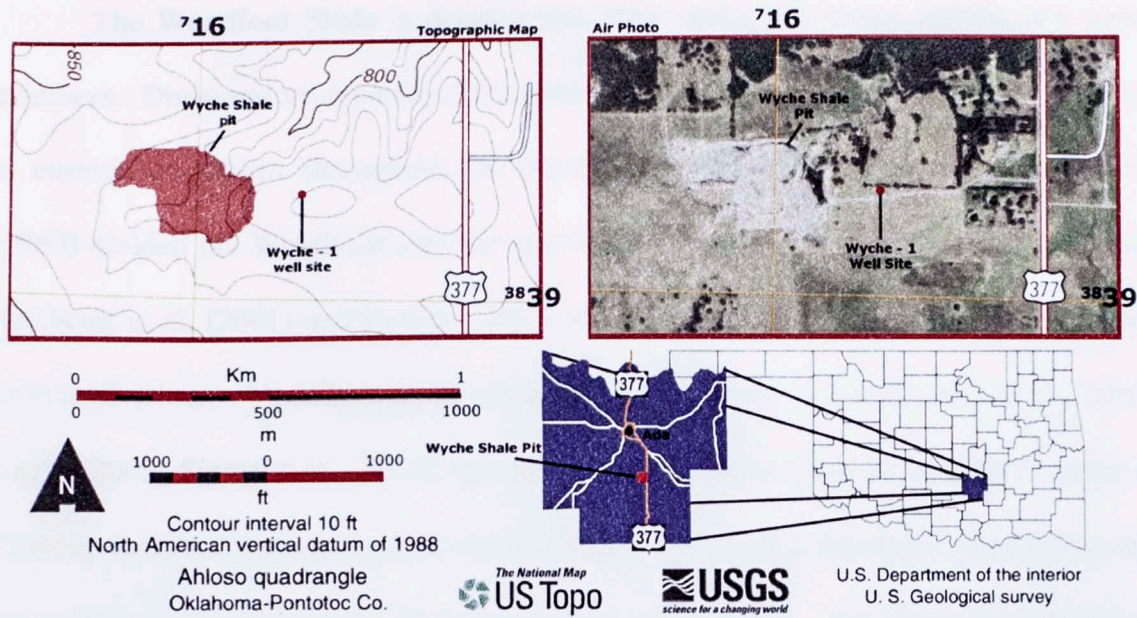 716
Topographic Map
850
800
Wyche Shale
pit
Wyche - 1
well site
377
3839
Air Photo
716
Wyche Shale
Pit
Wyche - 1
Well Site
377
3839
0 Km 1
0 500 1000
m
N
1000 0 1000
ft
Contour interval 10 ft
North American vertical datum of 1988
Ahloso quadrangle
Oklahoma-Pontotoc Co.
377
Ada
Wyche Shale Pit
377
The National Map
US Topo
USGS
science for a changing world
U.S. Department of the interior
U. S. Geological survey